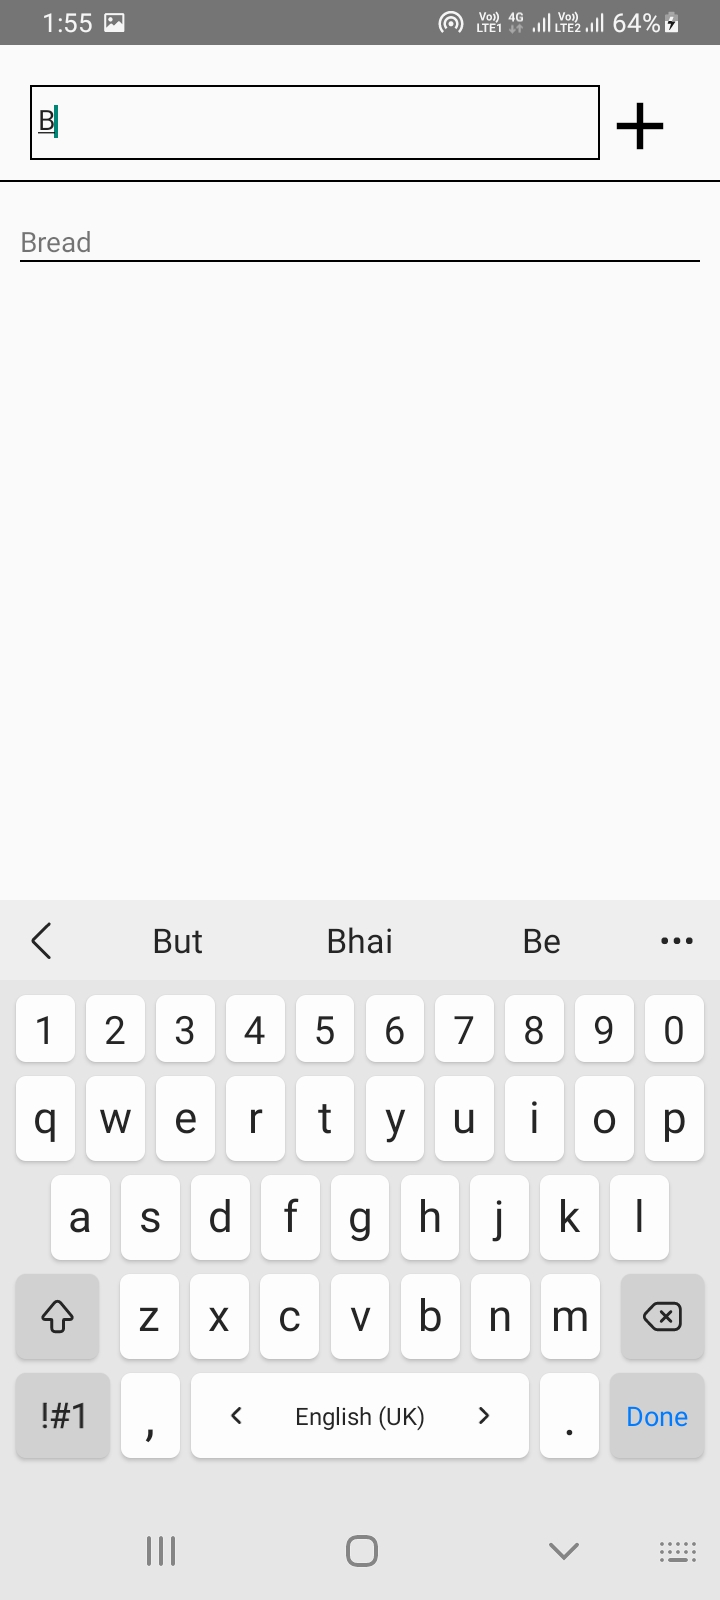 1:55 Vo)) LTE1 4G Vo)) LTE2 64%
B
Bread
But Bhai Be
1 2 3 4 5 6 7 8 9 0
q w e r t y u i o p
a s d f g h j k l
z x c v b n m
!#1 , English (UK) . Done